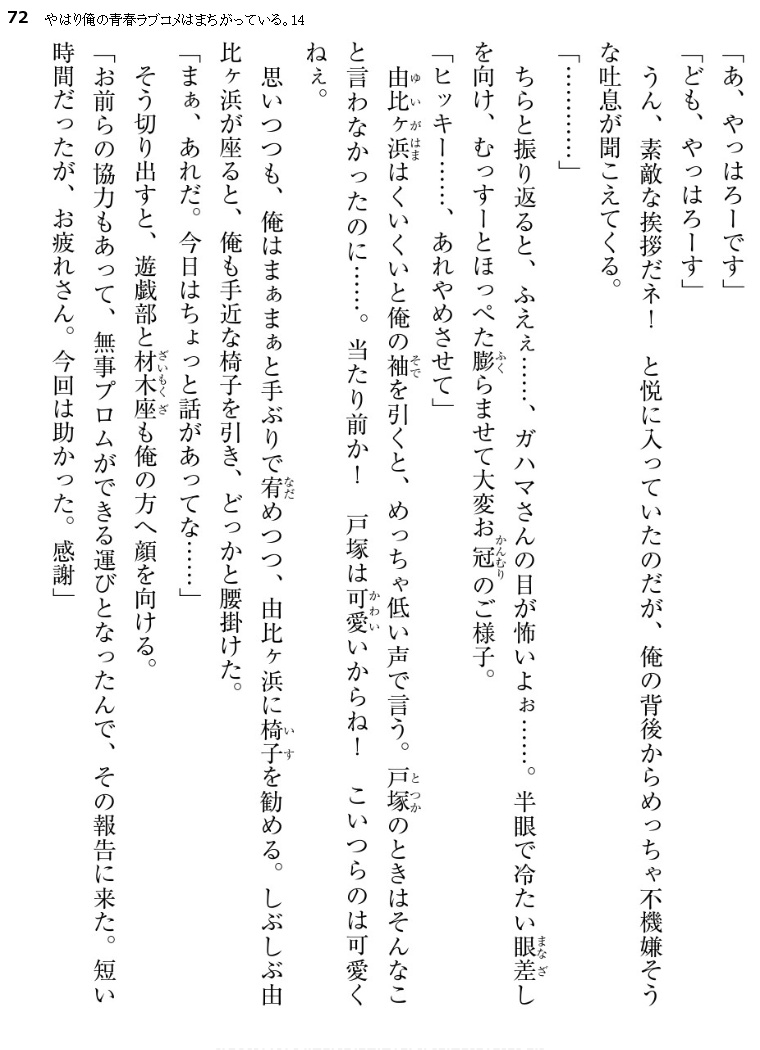 72 やはり俺の青春ラブコメはまちがっている。14
「あ、やっはろーです」
「ども、やっはろーす」
うん、素敵な挨拶だネ！　と悦に入っていたのだが、俺の背後からめっちゃ不機嫌そう
な吐息が聞こえてくる。
「…………」
ちらと振り返ると、ふえぇ……、ガハマさんの目が怖いよぉ……。半眼で冷たい眼差し
を向け、むっすーとほっぺた膨らませて大変お冠のご様子。
「ヒッキー……、あれやめさせて」
由比ヶ浜はくいくいと俺の袖を引くと、めっちゃ低い声で言う。戸塚のときはそんなこ
と言わなかったのに……。当たり前か！　戸塚は可愛いからね！　こいつらのは可愛く
ねぇ。
思いつつも、俺はまぁまぁと手ぶりで宥めつつ、由比ヶ浜に椅子を勧める。しぶしぶ由
比ヶ浜が座ると、俺も手近な椅子を引き、どっかと腰掛けた。
「まぁ、あれだ。今日はちょっと話があってな……」
そう切り出すと、遊戯部と材木座も俺の方へ顔を向ける。
「お前らの協力もあって、無事プロムができる運びとなったんで、その報告に来た。短い
時間だったが、お疲れさん。今回は助かった。感謝」